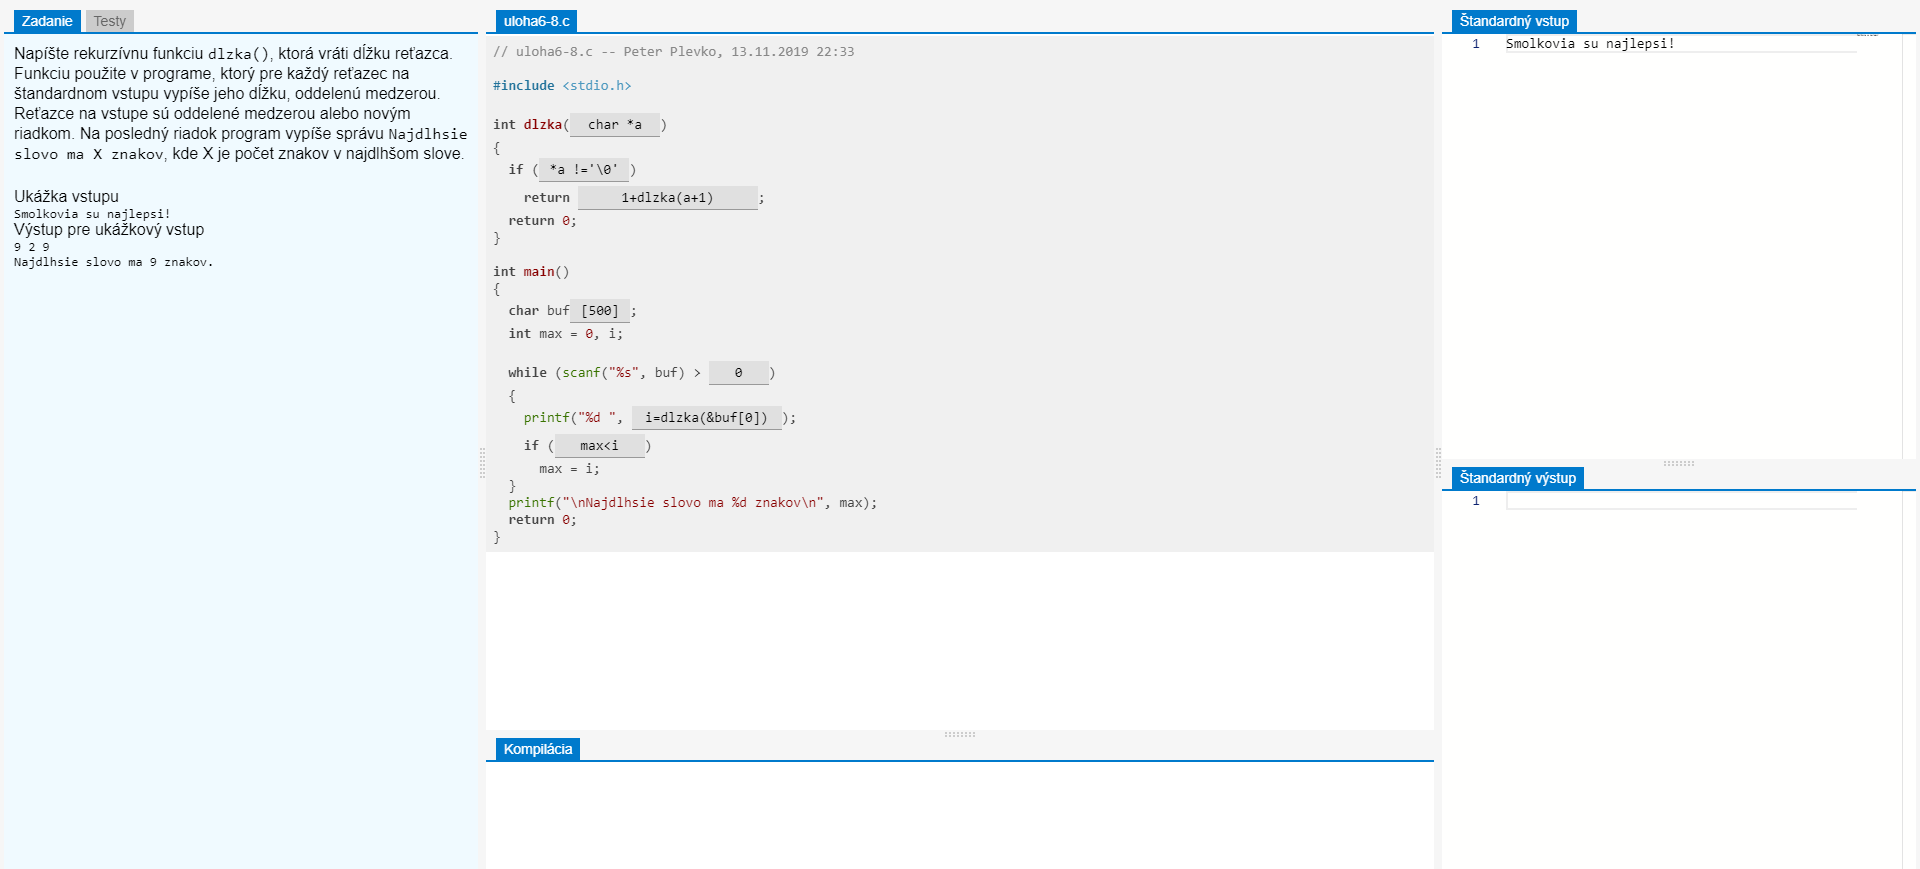 Zadanie Testy
Napíšte rekurzívnu funkciu dlzka(), ktorá vráti dĺžku reťazca.
Funkciu použite v programe, ktorý pre každý reťazec na
štandardnom vstupu vypíše jeho dĺžku, oddelenú medzerou.
Reťazce na vstupe sú oddelené medzerou alebo novým
riadkom. Na posledný riadok program vypíše správu Najdlhsie
slovo ma X znakov, kde X je počet znakov v najdlhšom slove.
Ukážka vstupu
Smolkovia su najlepsi!
Výstup pre ukážkový vstup
9 2 9
Najdlhsie slovo ma 9 znakov.
uloha6-8.c
// uloha6-8.c -- Peter Plevko, 13.11.2019 22:33
#include <stdio.h>
int dlzka( char *a )
{
if ( *a !='\0' )
return 1+dlzka(a+1) ;
return 0;
}
int main()
{
char buf [500] ;
int max = 0, i;
while (scanf("%s", buf) > 0 )
{
printf("%d ", i=dlzka(&buf[0]) );
if ( max<i )
max = i;
}
printf("\nNajdlhsie slovo ma %d znakov\n", max);
return 0;
}
Kompilácia
Štandardný vstup
1 Smolkovia su najlepsi!
Štandardný výstup
1